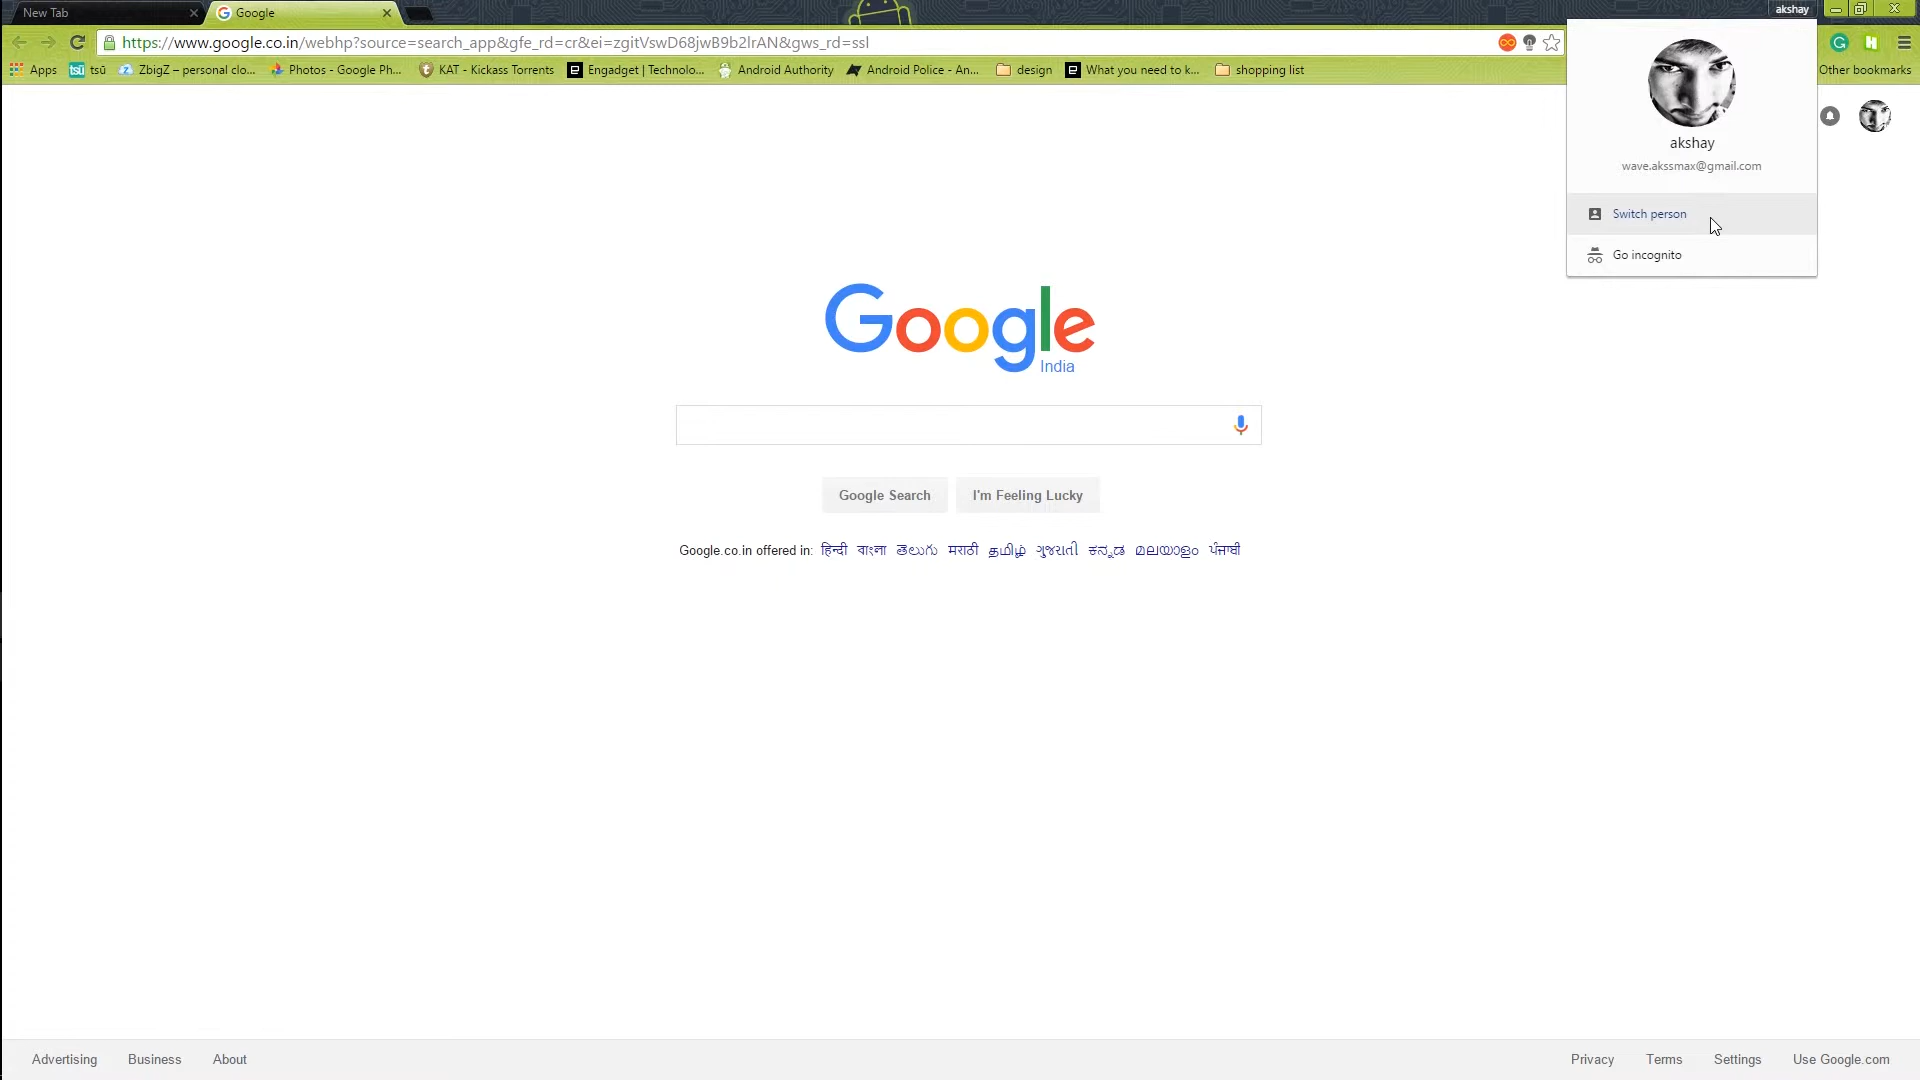 New Tab
Google
akshay
https://www.google.co.in/webhp?source=search_app&gfe_rd=cr&ei=zgitVswD68jwB9b2lrAN&gws_rd=ssl
Apps tsū ZbigZ – personal clo... Photos - Google Ph... KAT - Kickass Torrents Engadget | Technolo... Android Authority Android Police - An... design What you need to k... shopping list Other bookmarks
akshay
wave.akssmax@gmail.com
Switch person
Go incognito
Google
India
Google Search I'm Feeling Lucky
Google.co.in offered in: हिन्दी বাংলা తెలుగు मराठी தமிழ் ગુજરાતી ಕನ್ನಡ മലയാളം ਪੰਜਾਬੀ
Advertising Business About Privacy Terms Settings Use Google.com